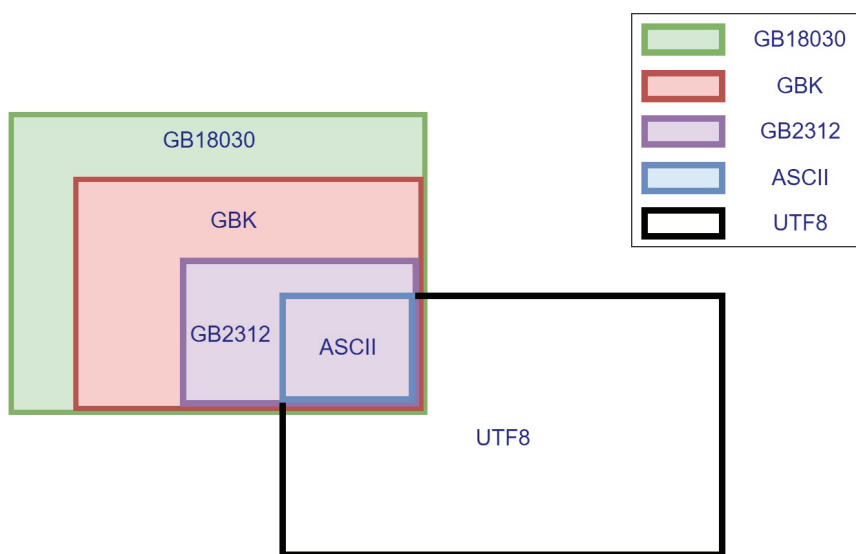 GB18030
GBK
GB2312
ASCII
UTF8
GB18030
GBK
GB2312
ASCII
UTF8